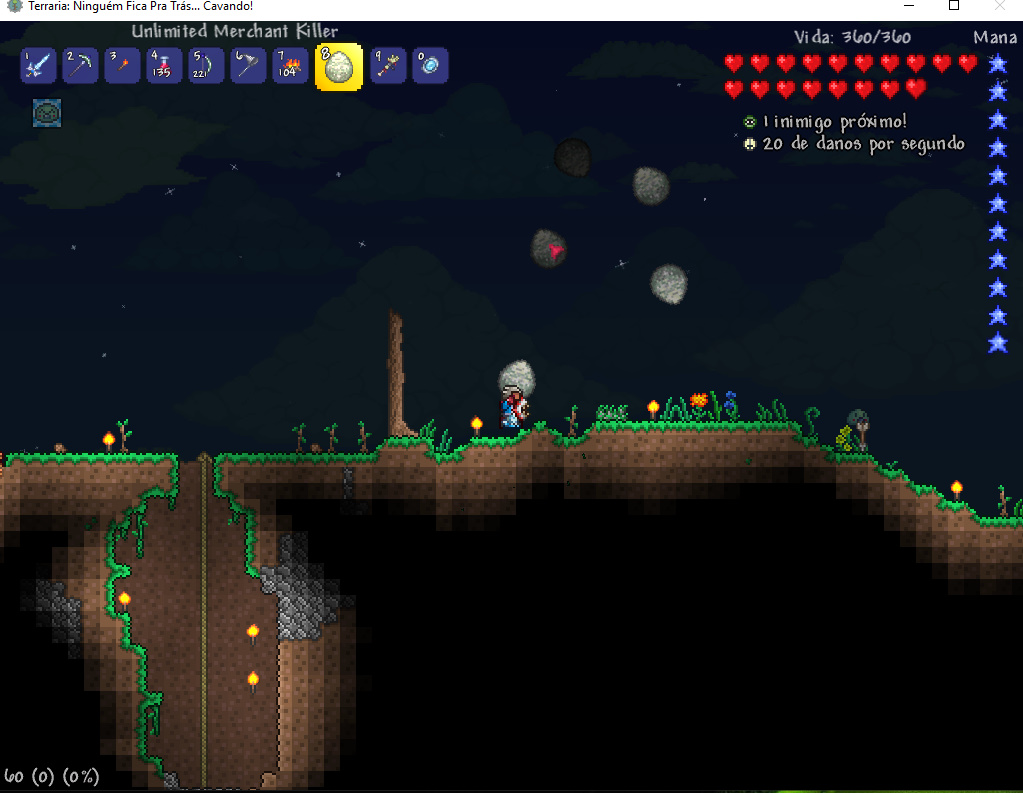 Terraria: Ninguém Fica Pra Trás... Cavando!
Unlimited Merchant Killer
Vida: 360/360
Mana
1
2
3
4
135
5
221
6
7
104
8
9
0
1 inimigo próximo!
20 de danos por segundo
60 (0) (0%)